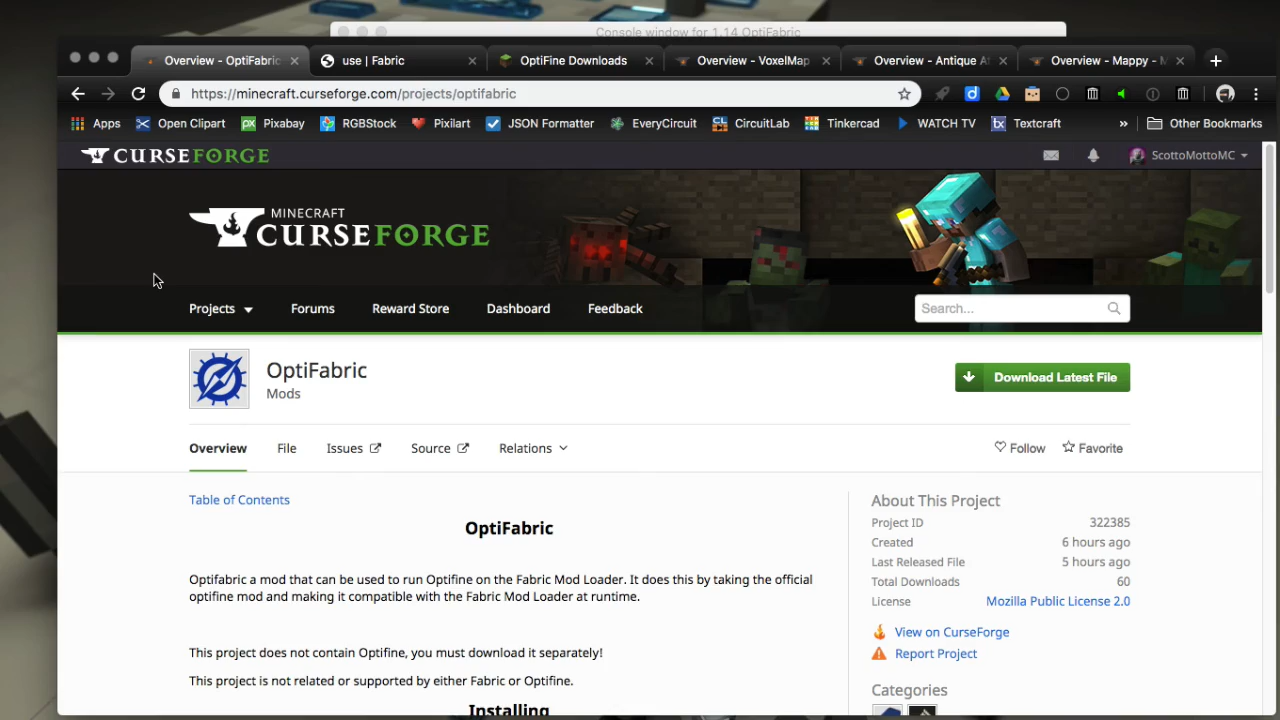 Console window for 1.14 OptiFabric
Overview - OptiFabric
use | Fabric
OptiFine Downloads
Overview - VoxelMap
Overview - Antique A
Overview - Mappy - M
https://minecraft.curseforge.com/projects/optifabric
Apps
Open Clipart
px
Pixabay
RGBStock
Pixilart
JSON Formatter
EveryCircuit
CL
CircuitLab
Tinkercad
WATCH TV
bx
Textcraft
»
Other Bookmarks
CURSEFORGE
ScottoMottoMC
MINECRAFT
CURSEFORGE
Projects
Forums
Reward Store
Dashboard
Feedback
Search...
OptiFabric
Mods
Download Latest File
Overview
File
Issues
Source
Relations
Follow
Favorite
Table of Contents
OptiFabric
Optifabric a mod that can be used to run Optifine on the Fabric Mod Loader. It does this by taking the official
optifine mod and making it compatible with the Fabric Mod Loader at runtime.
This project does not contain Optifine, you must download it separately!
This project is not related or supported by either Fabric or Optifine.
Installing
About This Project
Project ID 322385
Created 6 hours ago
Last Released File 5 hours ago
Total Downloads 60
License Mozilla Public License 2.0
View on CurseForge
Report Project
Categories